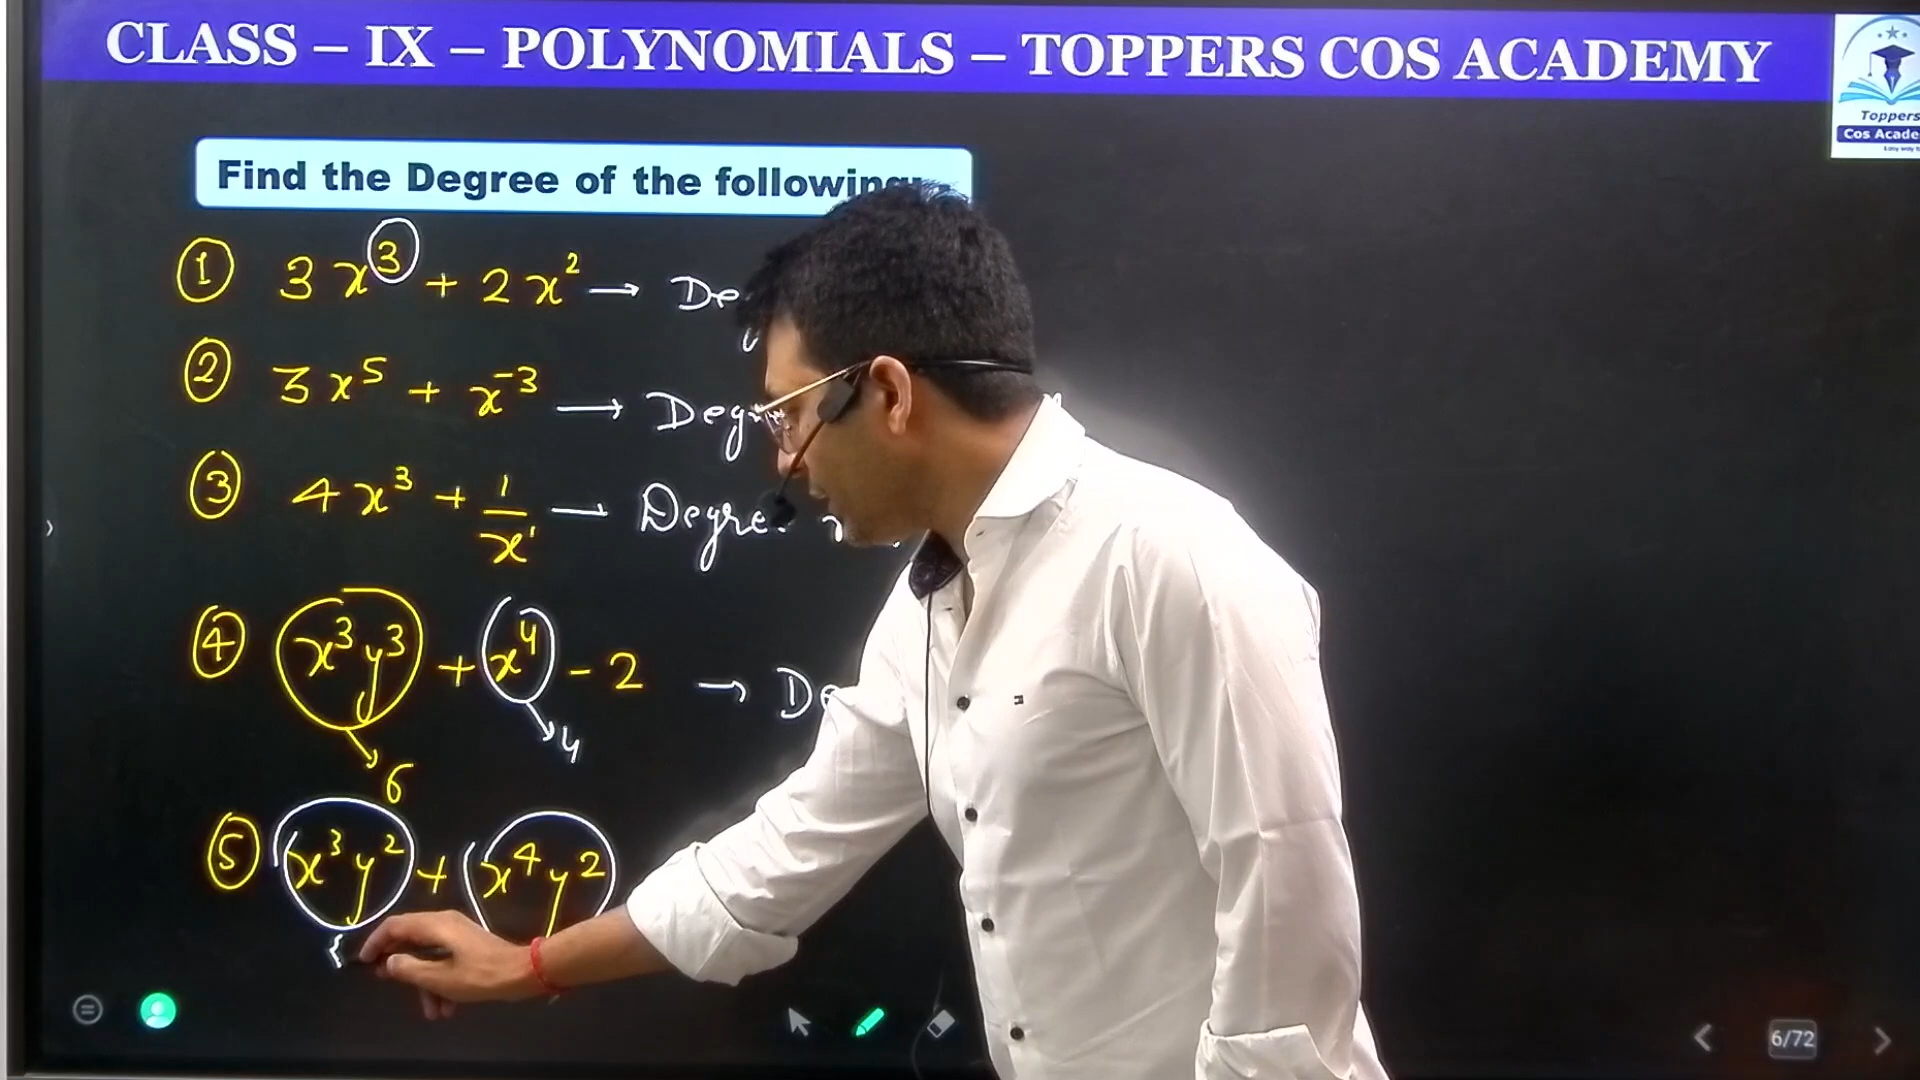 CLASS – IX – POLYNOMIALS – TOPPERS COS ACADEMY
Toppers
Cos Acade
Find the Degree of the following:-
① 3x³ + 2x² → Deg
② 3x⁵ + x⁻³ → Degr
③ 4x³ + 1/x¹ → Degre
④ x³y³ + x⁴ - 2 → De
4
6
⑤ x³y² + x⁴y²
6/72